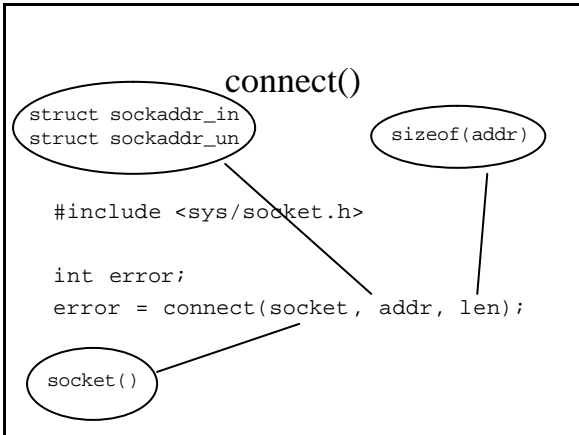 connect()
struct sockaddr_in
struct sockaddr_un
sizeof(addr)
#include <sys/socket.h>
int error;
error = connect(socket, addr, len);
socket()